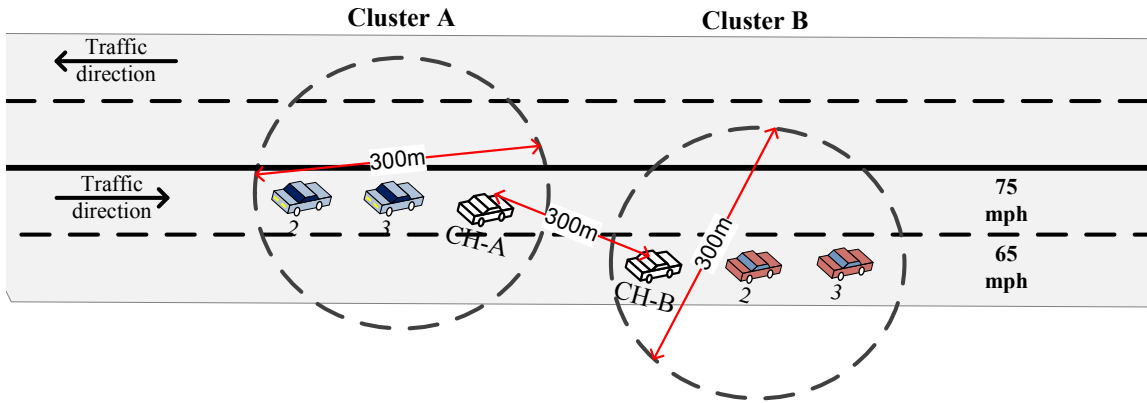 Cluster A
Cluster B
Traffic
direction
300m
Traffic
direction
75
mph
2
3
CH-A
300m
300m
65
mph
CH-B
2
3